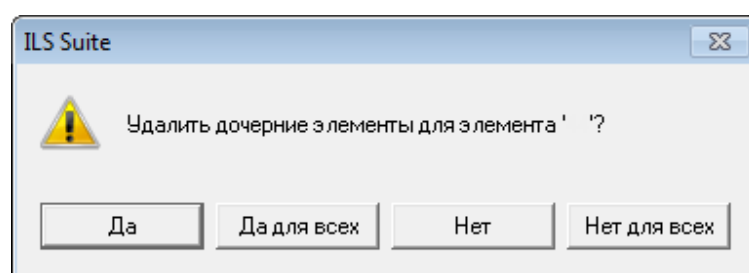 ILS Suite
Удалить дочерние элементы для элемента '    '?
Да
Да для всех
Нет
Нет для всех